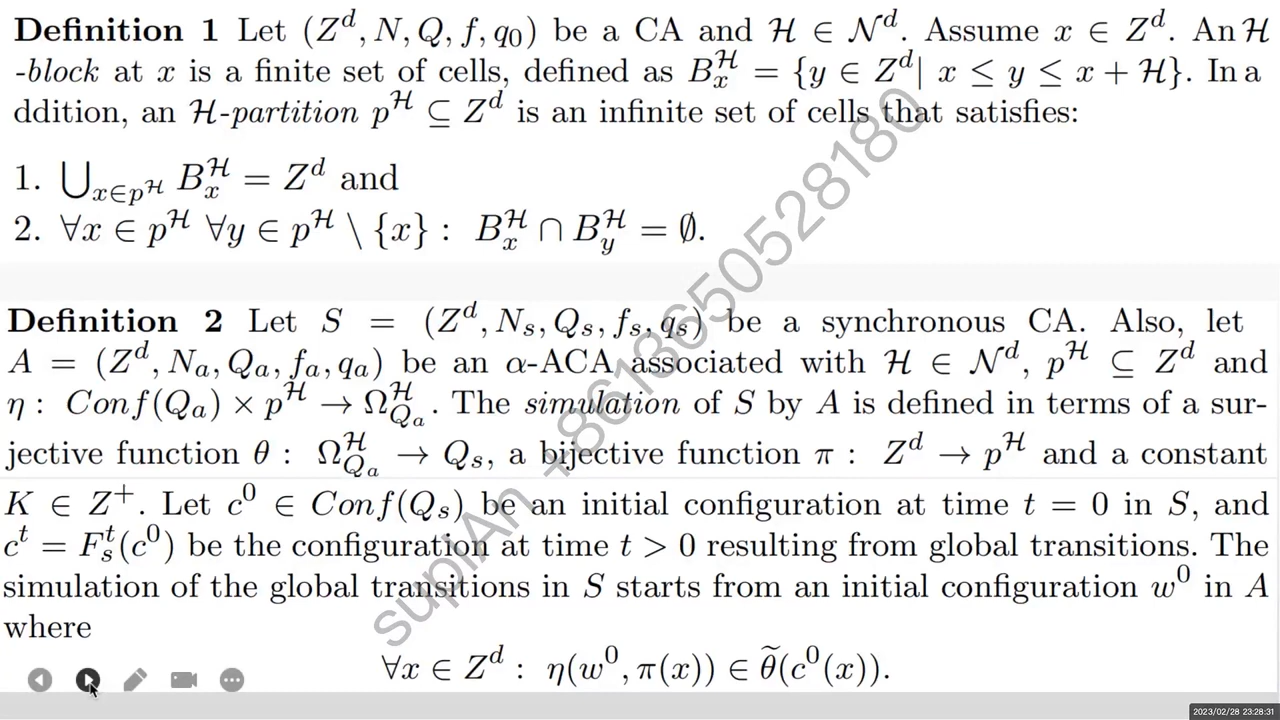 Definition 1 Let (Z^d, N, Q, f, q_0) be a CA and ℋ ∈ 𝒩^d. Assume x ∈ Z^d. An ℋ
-block at x is a finite set of cells, defined as B_x^ℋ = {y ∈ Z^d | x ≤ y ≤ x + ℋ}. In a
ddition, an ℋ-partition p^ℋ ⊆ Z^d is an infinite set of cells that satisfies:
1. ⋃_{x∈p^ℋ} B_x^ℋ = Z^d and
2. ∀x ∈ p^ℋ ∀y ∈ p^ℋ \ {x} : B_x^ℋ ∩ B_y^ℋ = ∅.
Definition 2 Let S = (Z^d, N_s, Q_s, f_s, q_s) be a synchronous CA. Also, let
A = (Z^d, N_a, Q_a, f_a, q_a) be an α-ACA associated with ℋ ∈ 𝒩^d, p^ℋ ⊆ Z^d and
η : Conf(Q_a) × p^ℋ → Ω_{Q_a}^ℋ. The simulation of S by A is defined in terms of a sur-
jective function θ : Ω_{Q_a}^ℋ → Q_s, a bijective function π : Z^d → p^ℋ and a constant
K ∈ Z^+. Let c^0 ∈ Conf(Q_s) be an initial configuration at time t = 0 in S, and
c^t = F_s^t(c^0) be the configuration at time t > 0 resulting from global transitions. The
simulation of the global transitions in S starts from an initial configuration w^0 in A
where
∀x ∈ Z^d : η(w^0, π(x)) ∈ θ̃(c^0(x)).
suplAn +8613650528180
2023/02/28 23:28:31